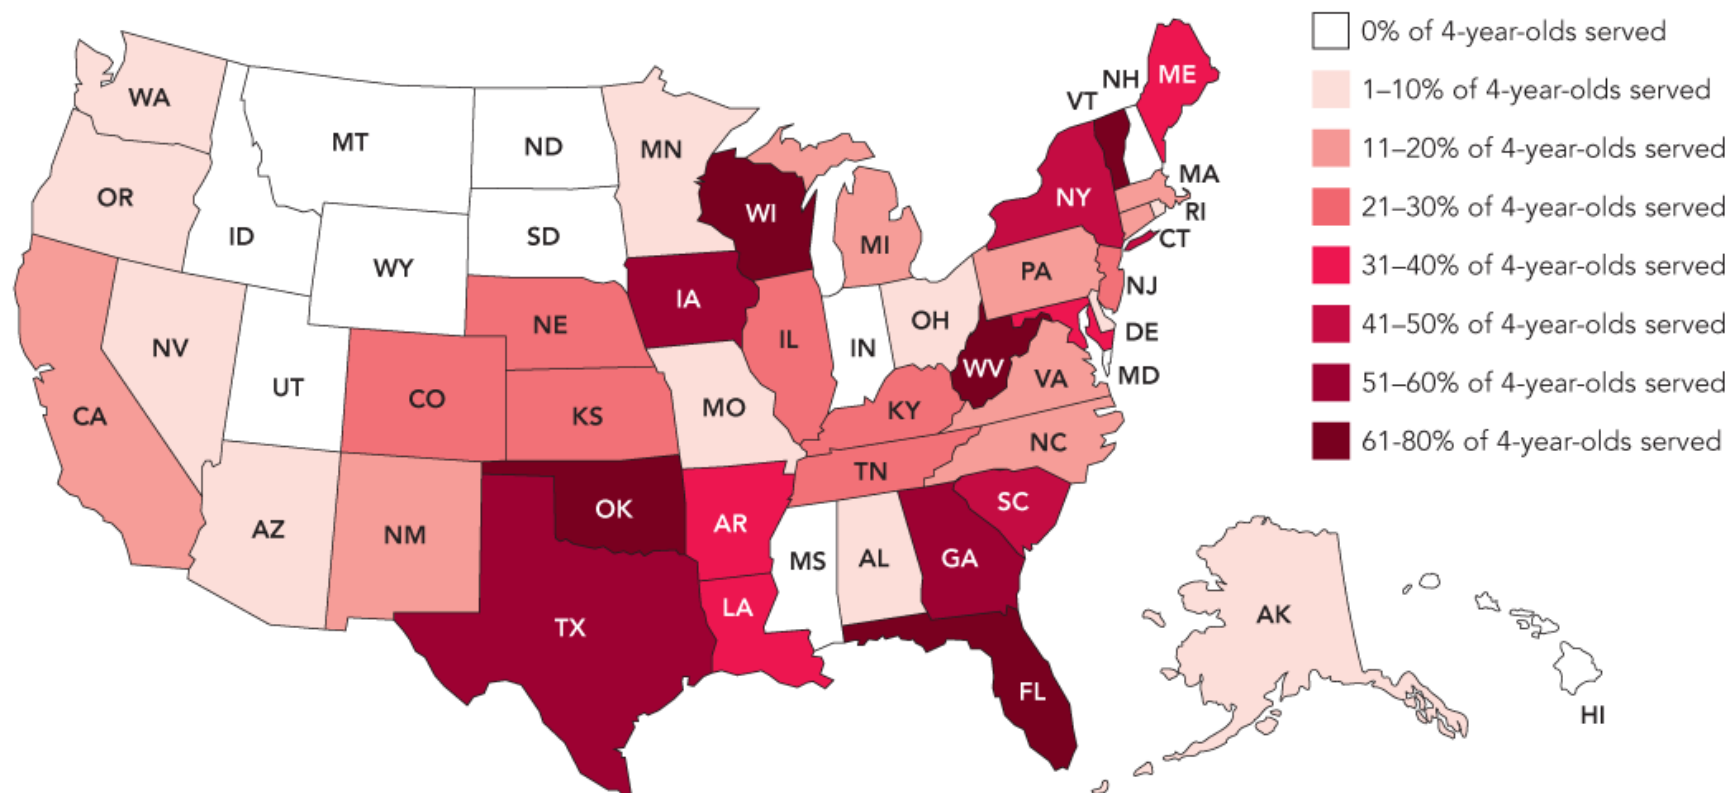 0% of 4-year-olds served
1–10% of 4-year-olds served
11–20% of 4-year-olds served
21–30% of 4-year-olds served
31–40% of 4-year-olds served
41–50% of 4-year-olds served
51–60% of 4-year-olds served
61-80% of 4-year-olds served
WA
MT
ND
MN
OR
ID
WY
SD
WI
MI
NY
VT
NH
ME
MA
RI
CT
NJ
DE
MD
PA
NV
UT
CO
NE
IA
IL
IN
OH
WV
VA
CA
KS
MO
KY
NC
TN
SC
AZ
NM
OK
AR
MS
AL
GA
TX
LA
FL
AK
HI